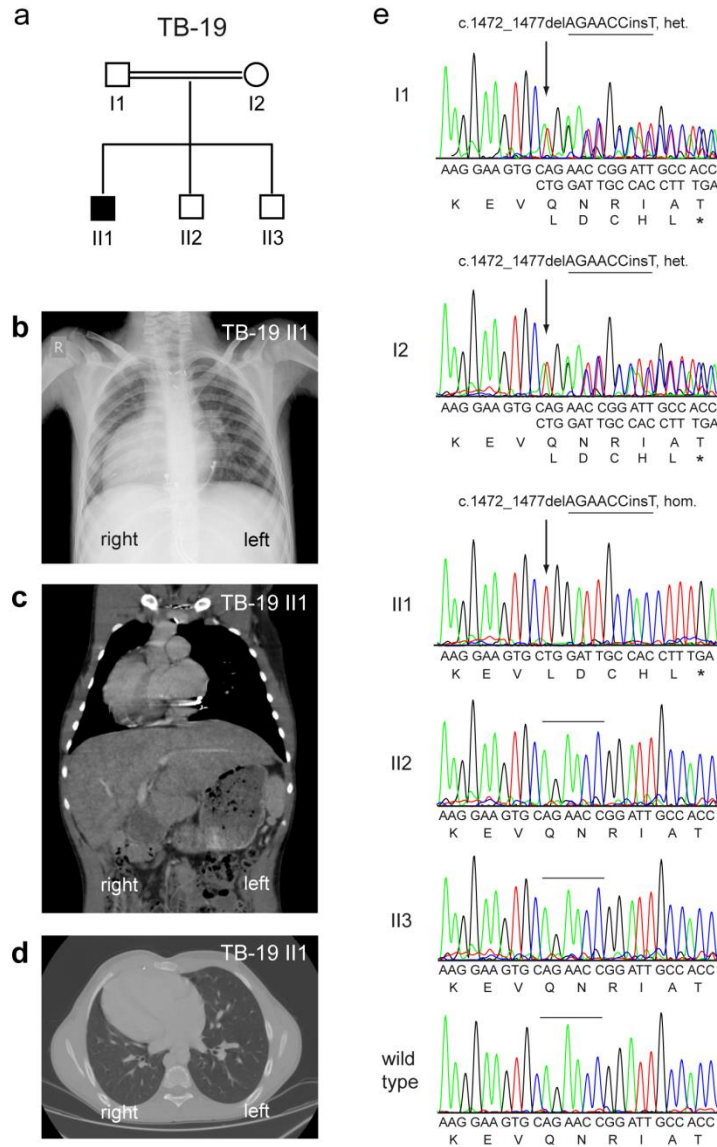 a
TB-19
I1
I2
II1
II2
II3
b
TB-19 II1
R
right
left
c
TB-19 II1
right
left
d
TB-19 II1
right
left
e
c.1472_1477delAGAACCinsT, het.
I1
AAG GAA GTG CAG AAC CGG ATT GCC ACC
CTG GAT TGC CAC CTT TGA
K E V Q N R I A T
L D C H L *
c.1472_1477delAGAACCinsT, het.
I2
AAG GAA GTG CAG AAC CGG ATT GCC ACC
CTG GAT TGC CAC CTT TGA
K E V Q N R I A T
L D C H L *
c.1472_1477delAGAACCinsT, hom.
II1
AAG GAA GTG CTG GAT TGC CAC CTT TGA
K E V L D C H L *
II2
AAG GAA GTG CAG AAC CGG ATT GCC ACC
K E V Q N R I A T
II3
AAG GAA GTG CAG AAC CGG ATT GCC ACC
K E V Q N R I A T
wild
type
AAG GAA GTG CAG AAC CGG ATT GCC ACC
K E V Q N R I A T